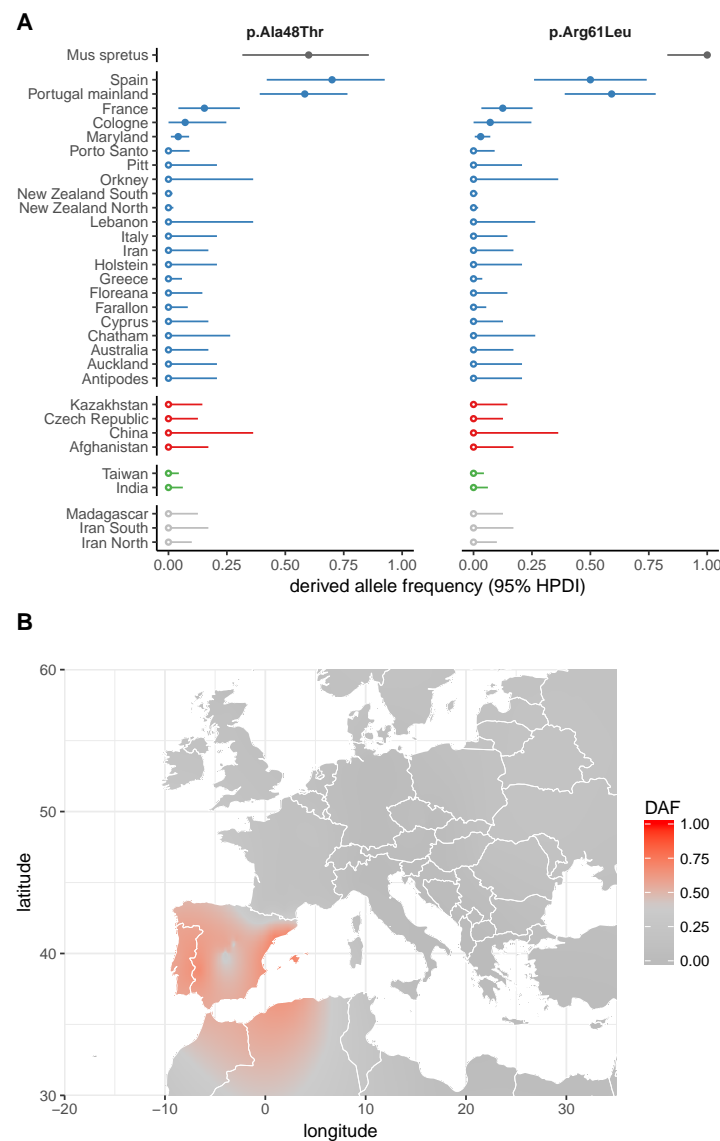 A
p.Ala48Thr p.Arg61Leu
Mus spretus
Spain
Portugal mainland
France
Cologne
Maryland
Porto Santo
Pitt
Orkney
New Zealand South
New Zealand North
Lebanon
Italy
Iran
Holstein
Greece
Floreana
Farallon
Cyprus
Chatham
Australia
Auckland
Antipodes
Kazakhstan
Czech Republic
China
Afghanistan
Taiwan
India
Madagascar
Iran South
Iran North
0.00 0.25 0.50 0.75 1.00 0.00 0.25 0.50 0.75 1.00
derived allele frequency (95% HPDI)
B
60
50
40
30
latitude
−20 −10 0 10 20 30
longitude
DAF
1.00
0.75
0.50
0.25
0.00